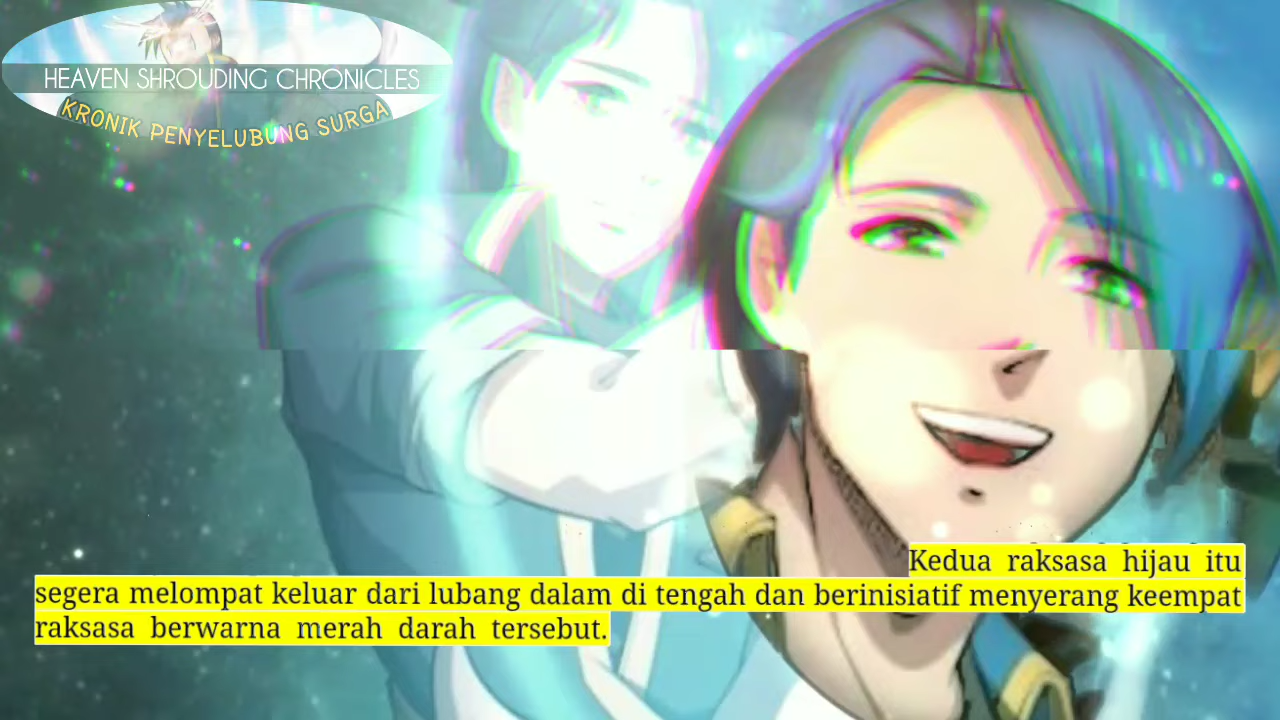 HEAVEN SHROUDING CHRONICLES
KRONIK PENYELUBUNG SURGA
Kedua raksasa hijau itu
segera melompat keluar dari lubang dalam di tengah dan berinisiatif menyerang keempat
raksasa berwarna merah darah tersebut.